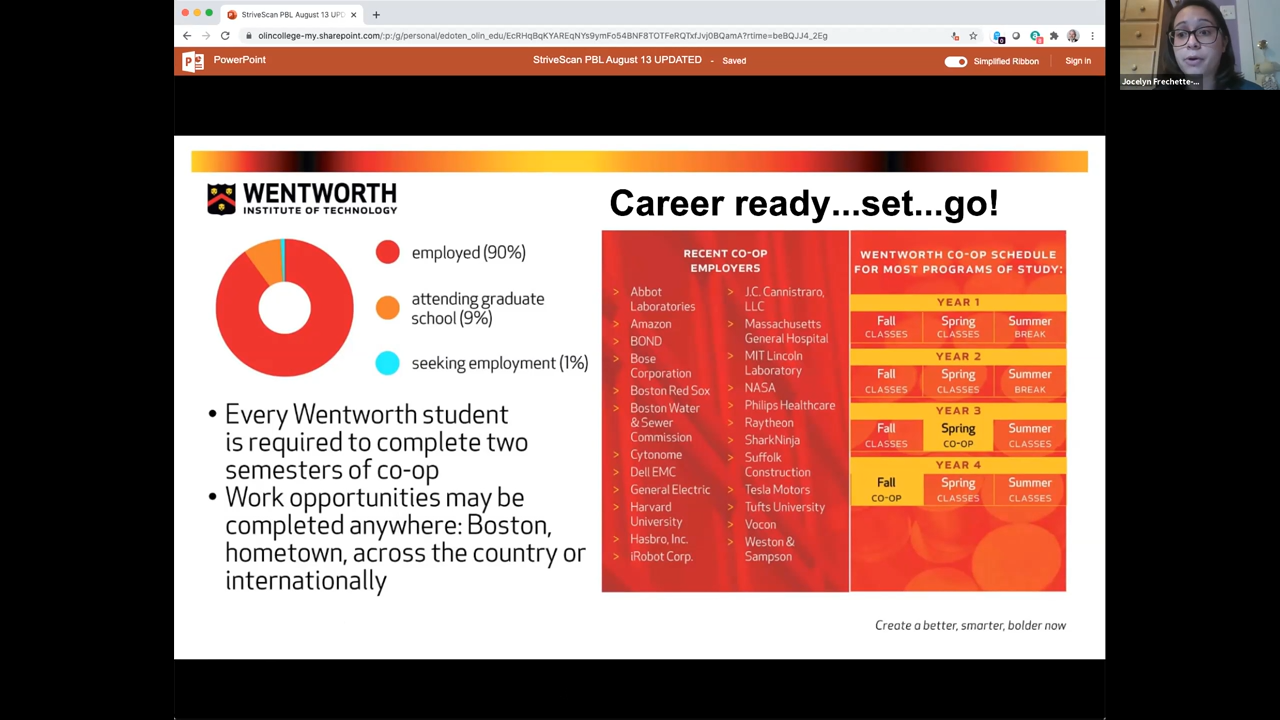 StriveScan PBL August 13 UPD
olincollege-my.sharepoint.com/:p:/g/personal/edoten_olin_edu/EcRHqBqKYAREqNYs9ymFo54BNF8TOTFeRQTxfJvj0BQamA?rtime=beBQJJ4_2Eg
PowerPoint
StriveScan PBL August 13 UPDATED - Saved
Simplified Ribbon
Sign in
Jocelyn Frechette-...
WENTWORTH
INSTITUTE OF TECHNOLOGY
Career ready...set...go!
employed (90%)
attending graduate
school (9%)
seeking employment (1%)
• Every Wentworth student
is required to complete two
semesters of co-op
• Work opportunities may be
completed anywhere: Boston,
hometown, across the country or
internationally
RECENT CO-OP
EMPLOYERS
> Abbot
Laboratories
> Amazon
> BOND
> Bose
Corporation
> Boston Red Sox
> Boston Water
& Sewer
Commission
> Cytonome
> Dell EMC
> General Electric
> Harvard
University
> Hasbro, Inc.
> iRobot Corp.
> J.C. Cannistraro,
LLC
> Massachusetts
General Hospital
> MIT Lincoln
Laboratory
> NASA
> Philips Healthcare
> Raytheon
> SharkNinja
> Suffolk
Construction
> Tesla Motors
> Tufts University
> Vocon
> Weston &
Sampson
WENTWORTH CO-OP SCHEDULE
FOR MOST PROGRAMS OF STUDY:
YEAR 1
Fall Spring Summer
CLASSES CLASSES BREAK
YEAR 2
Fall Spring Summer
CLASSES CLASSES BREAK
YEAR 3
Fall Spring Summer
CLASSES CO-OP CLASSES
YEAR 4
Fall Spring Summer
CO-OP CLASSES CLASSES
Create a better, smarter, bolder now